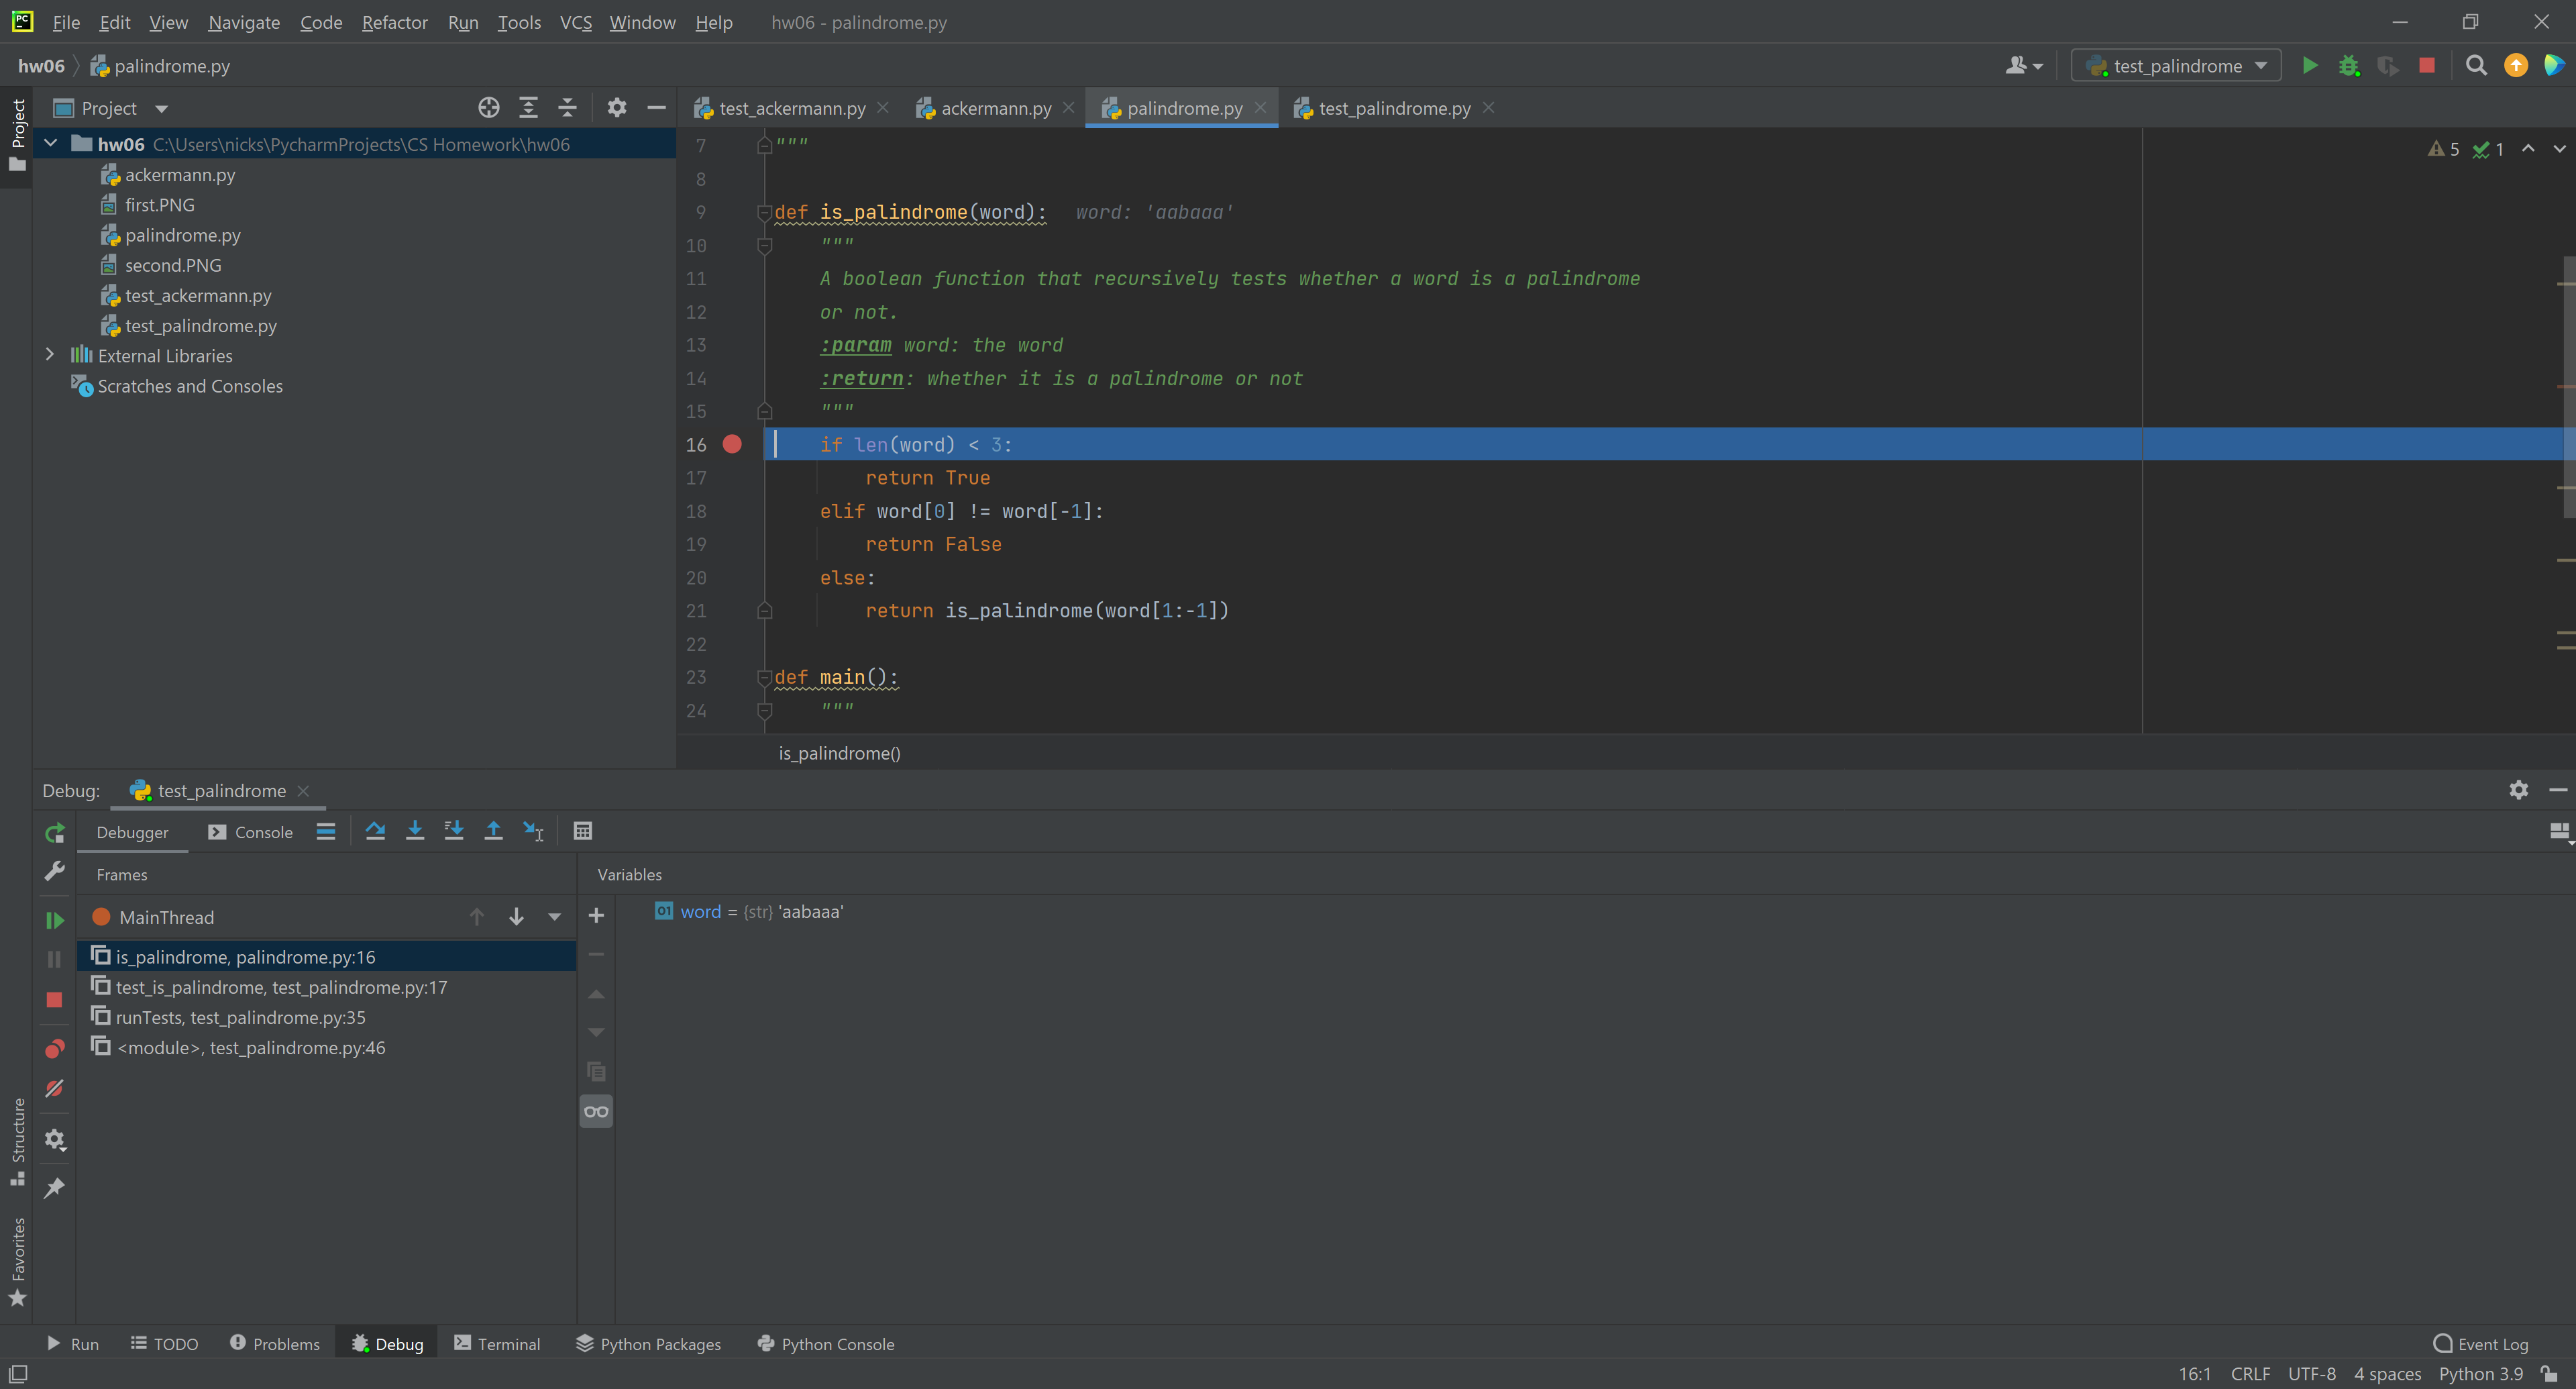 PC
File Edit View Navigate Code Refactor Run Tools VCS Window Help hw06 - palindrome.py
hw06 palindrome.py test_palindrome
Project
Project
test_ackermann.py ackermann.py palindrome.py test_palindrome.py
hw06 C:\Users\nicks\PycharmProjects\CS Homework\hw06
ackermann.py
first.PNG
palindrome.py
second.PNG
test_ackermann.py
test_palindrome.py
External Libraries
Scratches and Consoles
5 1
7 """
8
9 def is_palindrome(word): word: 'aabaaa'
10 """
11 A boolean function that recursively tests whether a word is a palindrome
12 or not.
13 :param word: the word
14 :return: whether it is a palindrome or not
15 """
16 if len(word) < 3:
17 return True
18 elif word[0] != word[-1]:
19 return False
20 else:
21 return is_palindrome(word[1:-1])
22
23 def main():
24 """
is_palindrome()
Debug: test_palindrome
Debugger Console
Frames Variables
MainThread
is_palindrome, palindrome.py:16
test_is_palindrome, test_palindrome.py:17
runTests, test_palindrome.py:35
<module>, test_palindrome.py:46
01 word = {str} 'aabaaa'
Structure
Favorites
Run TODO Problems Debug Terminal Python Packages Python Console Event Log
16:1 CRLF UTF-8 4 spaces Python 3.9